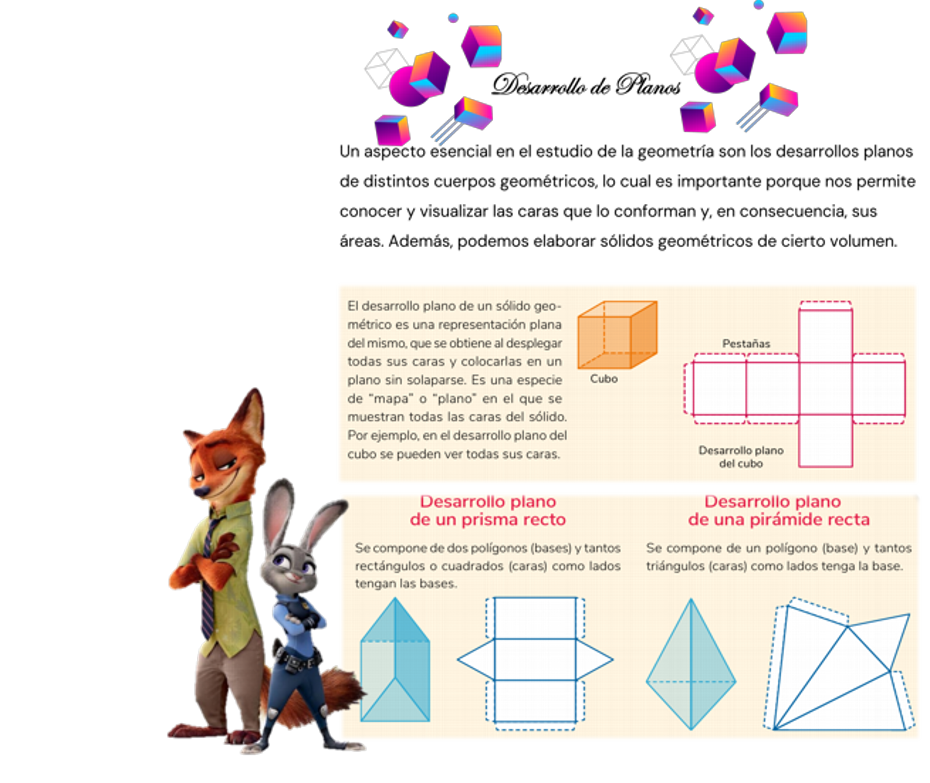 Desarrollo de Planos
Un aspecto esencial en el estudio de la geometría son los desarrollos planos
de distintos cuerpos geométricos, lo cual es importante porque nos permite
conocer y visualizar las caras que lo conforman y, en consecuencia, sus
áreas. Además, podemos elaborar sólidos geométricos de cierto volumen.
El desarrollo plano de un sólido geo-
métrico es una representación plana
del mismo, que se obtiene al desplegar
todas sus caras y colocarlas en un
plano sin solaparse. Es una especie
de “mapa” o “plano” en el que se
muestran todas las caras del sólido.
Por ejemplo, en el desarrollo plano del
cubo se pueden ver todas sus caras.
Cubo
Pestañas
Desarrollo plano
del cubo
Desarrollo plano
de un prisma recto
Se compone de dos polígonos (bases) y tantos
rectángulos o cuadrados (caras) como lados
tengan las bases.
Desarrollo plano
de una pirámide recta
Se compone de un polígono (base) y tantos
triángulos (caras) como lados tenga la base.